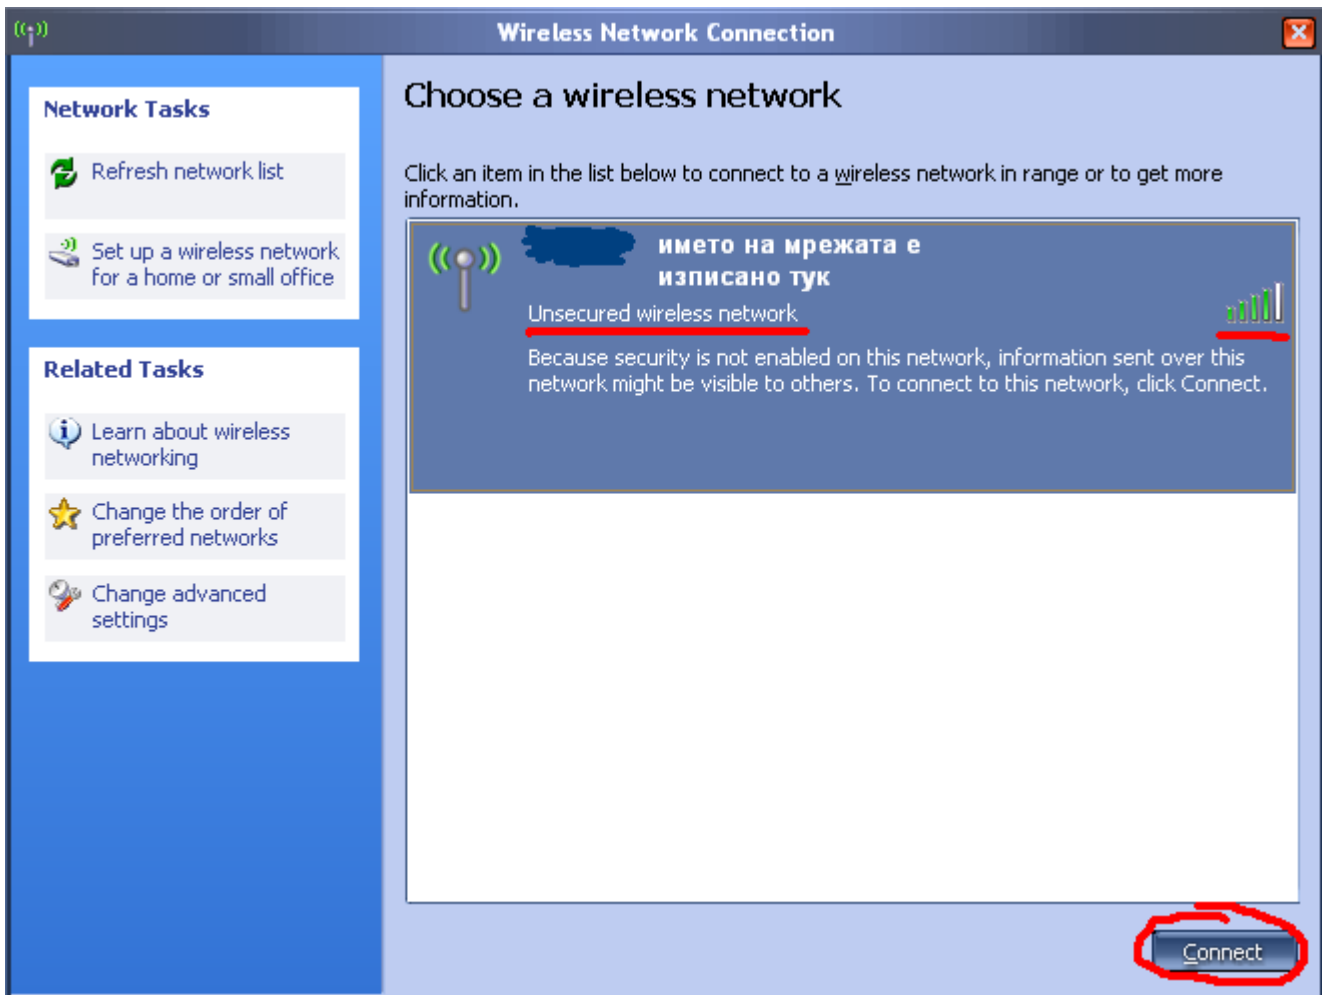 Wireless Network Connection
Network Tasks
Refresh network list
Set up a wireless network
for a home or small office
Related Tasks
Learn about wireless
networking
Change the order of
preferred networks
Change advanced
settings
Choose a wireless network
Click an item in the list below to connect to a wireless network in range or to get more
information.
името на мрежата е
изписано тук
Unsecured wireless network
Because security is not enabled on this network, information sent over this
network might be visible to others. To connect to this network, click Connect.
Connect